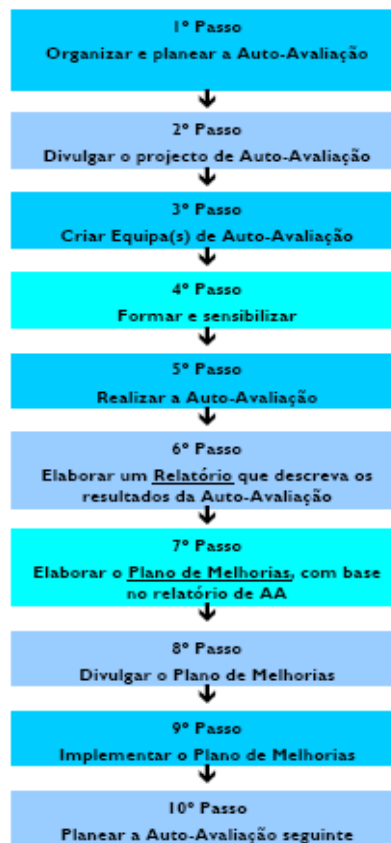 1º Passo
Organizar e planear a Auto-Avaliação
2º Passo
Divulgar o projecto de Auto-Avaliação
3º Passo
Criar Equipa(s) de Auto-Avaliação
4º Passo
Formar e sensibilizar
5º Passo
Realizar a Auto-Avaliação
6º Passo
Elaborar um Relatório que descreva os
resultados da Auto-Avaliação
7º Passo
Elaborar o Plano de Melhorias, com base
no relatório de AA
8º Passo
Divulgar o Plano de Melhorias
9º Passo
Implementar o Plano de Melhorias
10º Passo
Planear a Auto-Avaliação seguinte